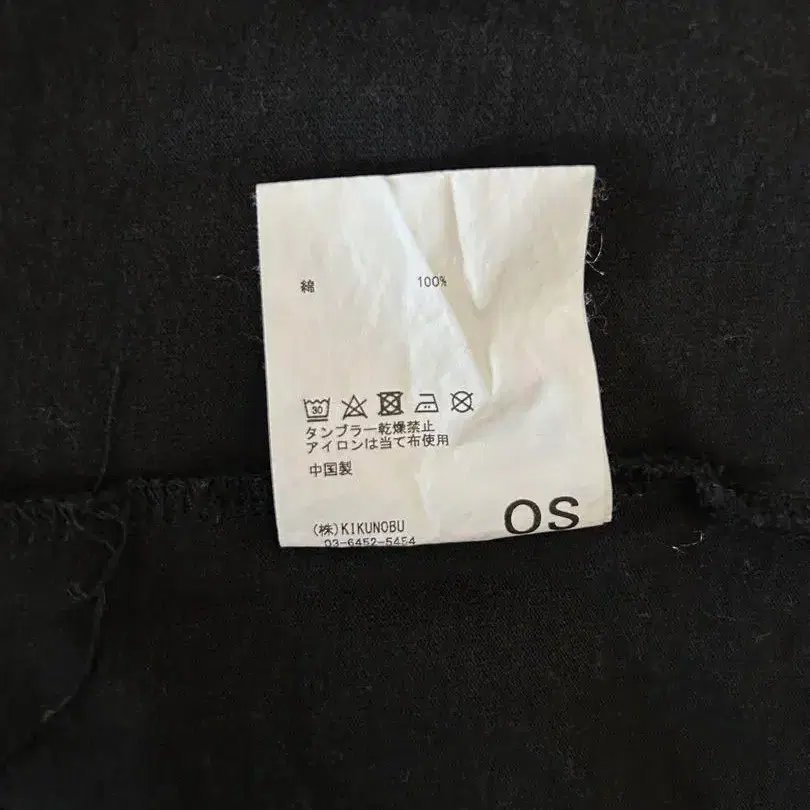 綿 100%
30
タンブラー乾燥禁止
アイロンは当て布使用
中国製
(株)KIKUNOBU
03-6452-5454
OS